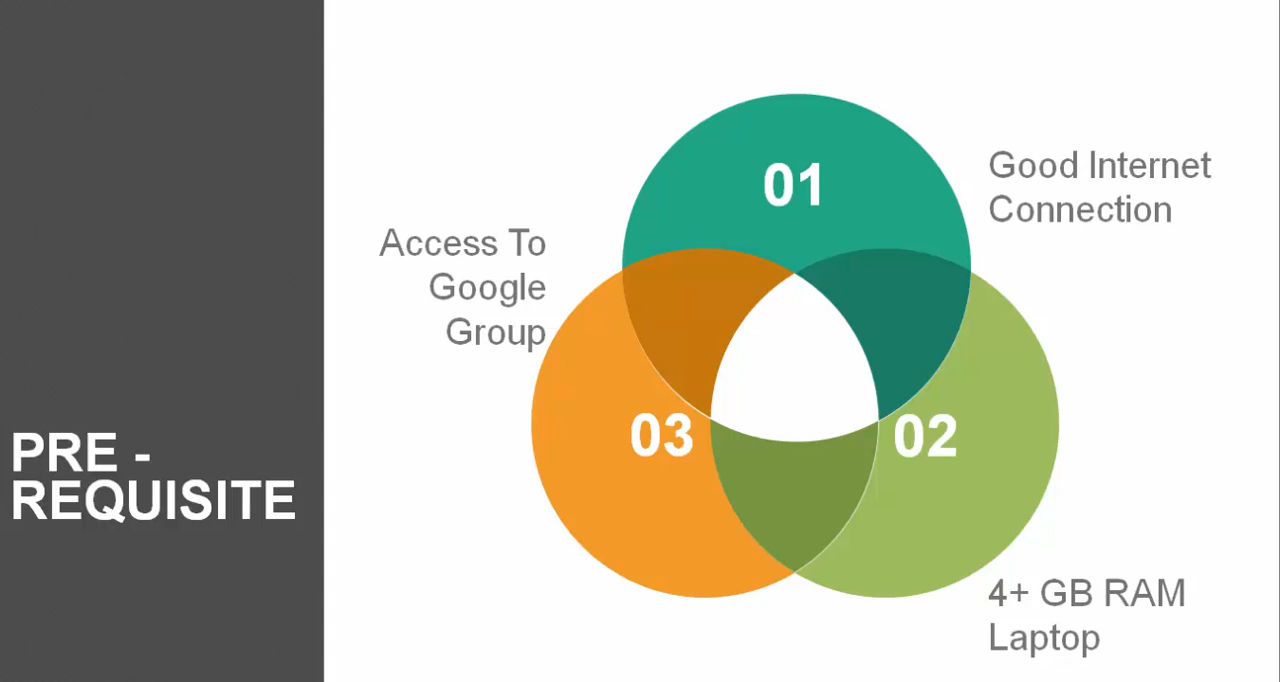 PRE -
REQUISITE
01
Good Internet
Connection
02
4+ GB RAM
Laptop
03
Access To
Google
Group